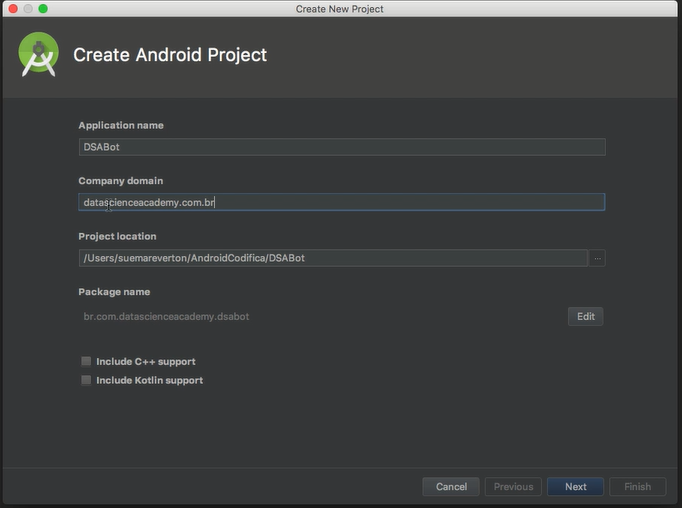 Create New Project
Create Android Project
Application name
DSABot
Company domain
datascienceacademy.com.br
Project location
/Users/suemareverton/AndroidCodifica/DSABot
...
Package name
br.com.datascienceacademy.dsabot
Edit
Include C++ support
Include Kotlin support
Cancel
Previous
Next
Finish